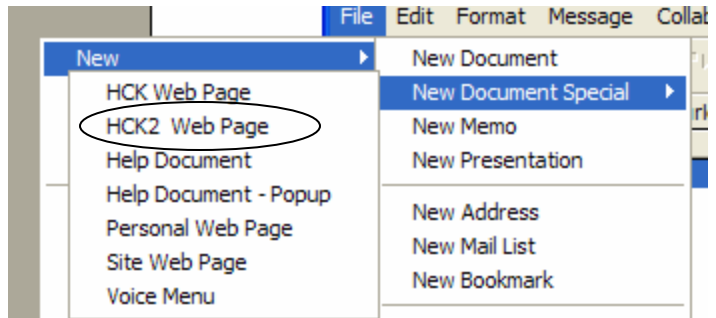 File Edit Format Message
New
New Document
HCK Web Page
New Document Special
HCK2 Web Page
New Memo
Help Document
New Presentation
Help Document - Popup
New Address
Personal Web Page
New Mail List
Site Web Page
New Bookmark
Voice Menu